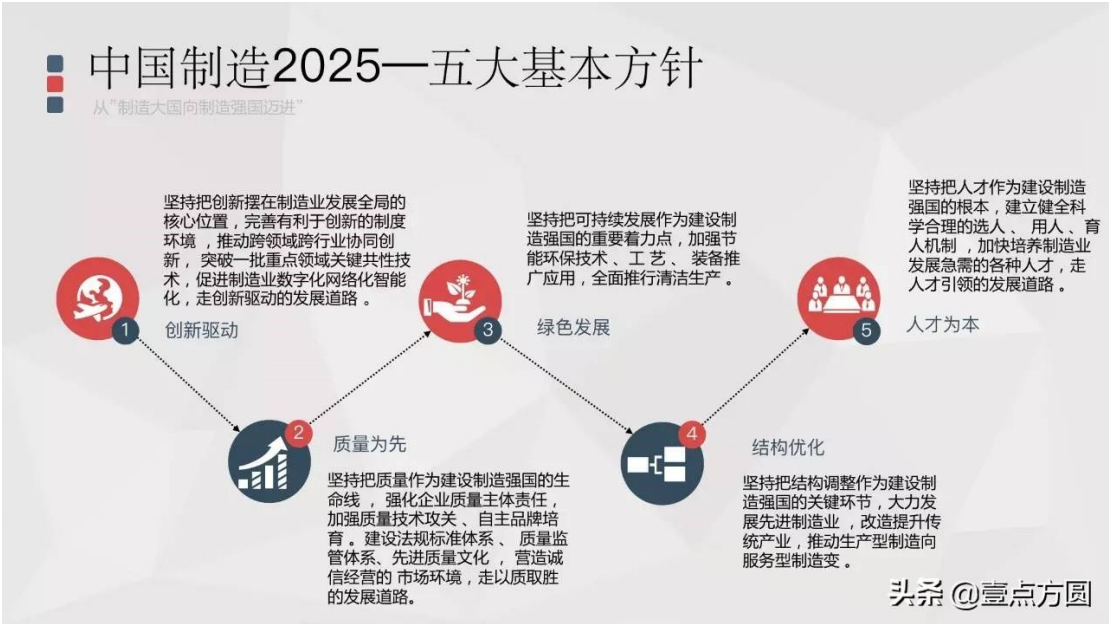 中国制造2025—五大基本方针
从"制造大国向制造强国迈进"
坚持把创新摆在制造业发展全局的
核心位置，完善有利于创新的制度
环境 ，推动跨领域跨行业协同创
新， 突破一批重点领域关键共性技
术，促进制造业数字化网络化智能
化，走创新驱动的发展道路 。
1
创新驱动
2
质量为先
坚持把质量作为建设制造强国的生
命线 ， 强化企业质量主体责任，
加强质量技术攻关 、自主品牌培
育 。建设法规标准体系 、 质量监
管体系、先进质量文化 ， 营造诚
信经营的 市场环境，走以质取胜
的发展道路。
坚持把可持续发展作为建设制
造强国的重要着力点，加强节
能环保技术 、工 艺、 装备推
广应用，全面推行清洁生产 。
3
绿色发展
4
结构优化
坚持把结构调整作为建设制
造强国的关键环节，大力发
展先进制造业 ，改造提升传
统产业，推动生产型制造向
服务型制造变 。
坚持把人才作为建设制造
强国的根本，建立健全科
学合理的选人 、 用人 、育
人机制 ，加快培养制造业
发展急需的各种人才，走
人才引领的发展道路 。
5
人才为本
头条 @壹点方圆